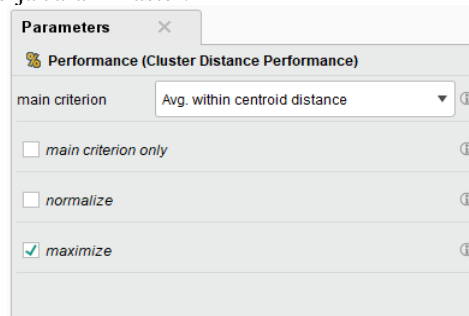 Parameters
Performance (Cluster Distance Performance)
main criterion Avg. within centroid distance
main criterion only
normalize
maximize